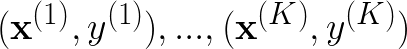 (𝐱⁽¹⁾, y⁽¹⁾), ..., (𝐱⁽ᴷ⁾, y⁽ᴷ⁾)